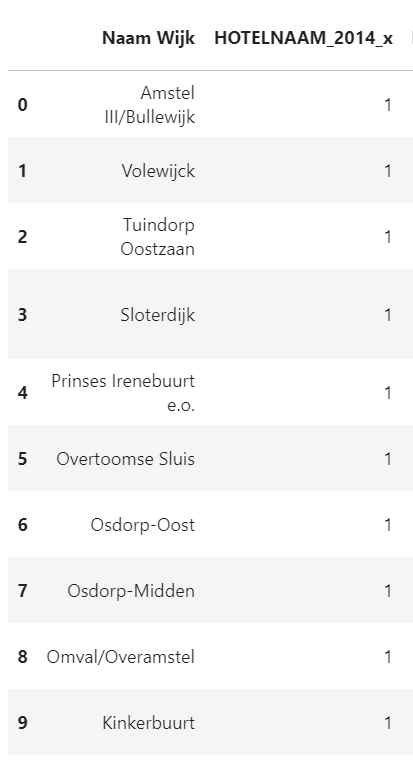 Naam Wijk HOTELNAAM_2014_x
Amstel
0 1
III/Bullewijk
1 Volewijck 1
Tuindorp
2 1
Oostzaan
3 Sloterdijk 1
Prinses Irenebuurt
4 1
e.o.
5 Overtoomse Sluis 1
6 Osdorp-Oost 1
7 Osdorp-Midden 1
8 Omval/Overamstel 1
9 Kinkerbuurt 1